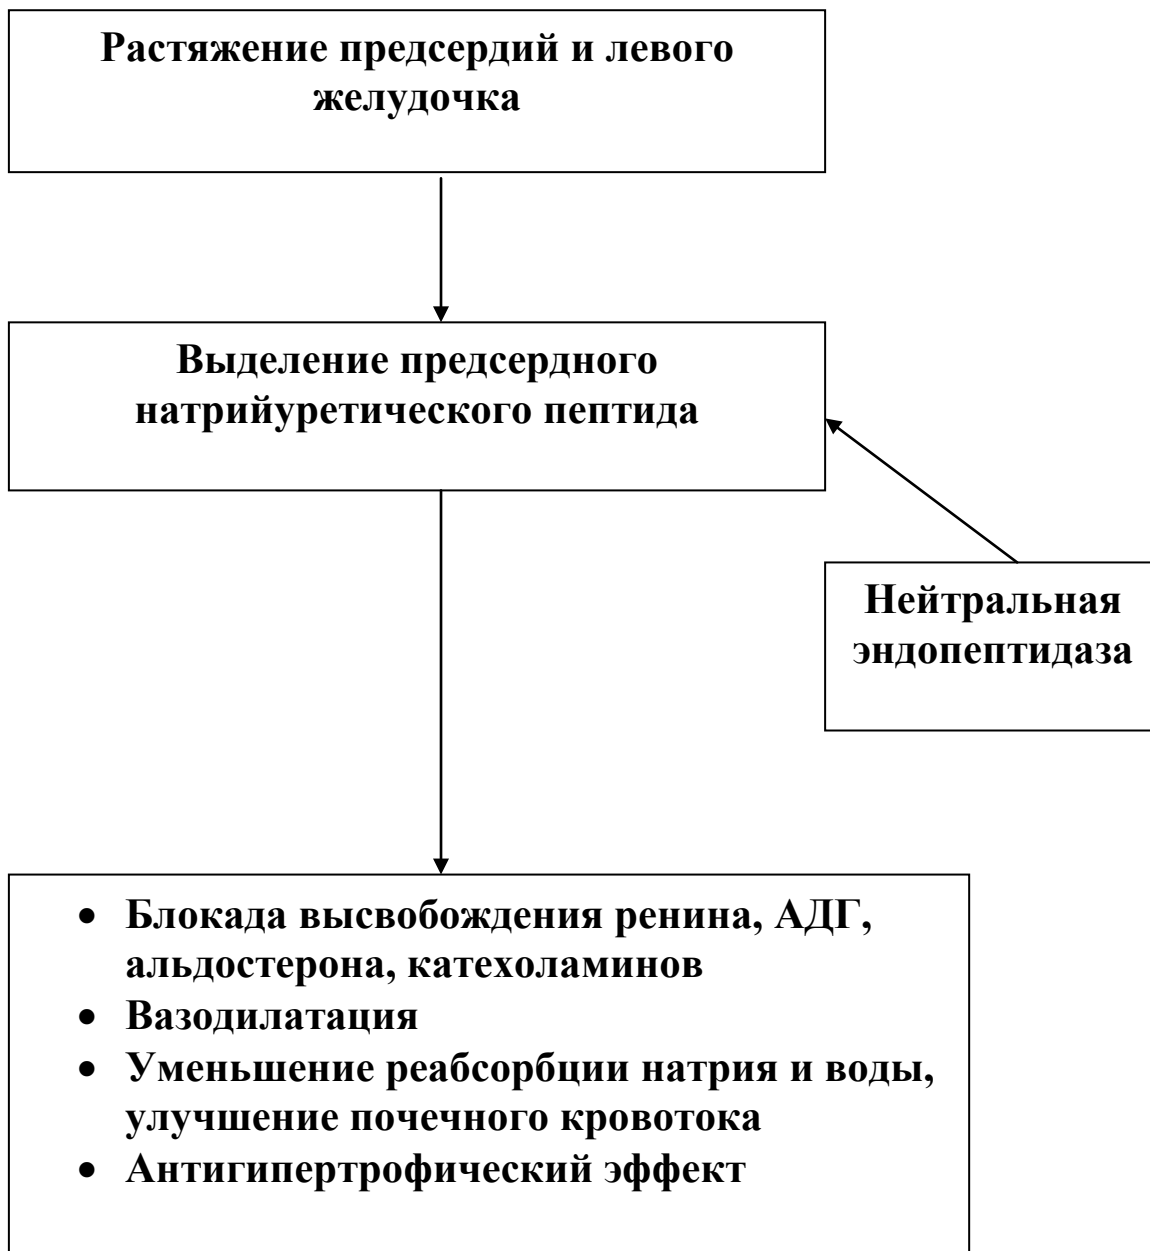 Растяжение предсердий и левого
желудочка
Выделение предсердного
натрийуретического пептида
Нейтральная
эндопептидаза
• Блокада высвобождения ренина, АДГ,
альдостерона, катехоламинов
• Вазодилатация
• Уменьшение реабсорбции натрия и воды,
улучшение почечного кровотока
• Антигипертрофический эффект